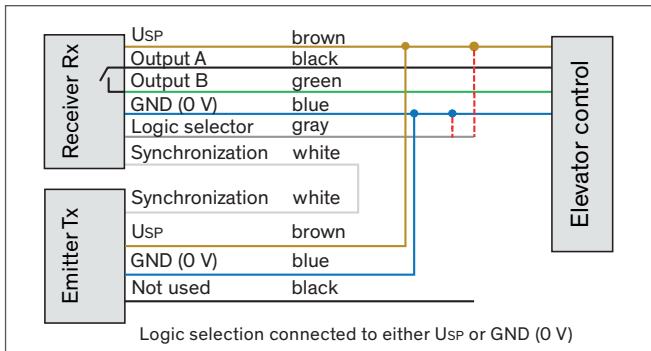 Receiver Rx
USP brown
Output A black
Output B green
GND (0 V) blue
Logic selector gray
Synchronization white
Elevator control
Emitter Tx
Synchronization white
USP brown
GND (0 V) blue
Not used black
Logic selection connected to either USP or GND (0 V)